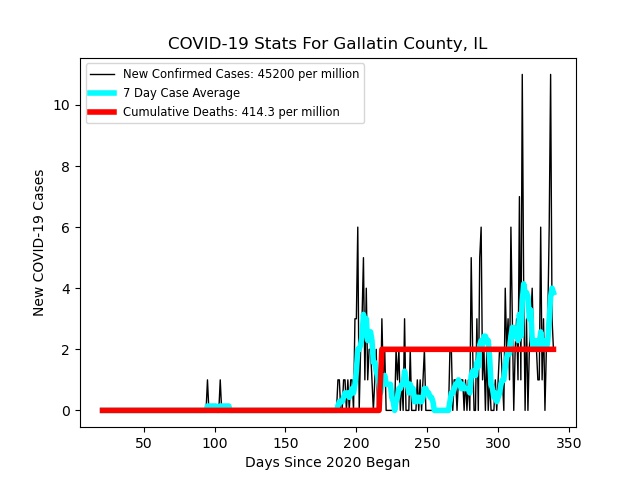 COVID-19 Stats For Gallatin County, IL
New Confirmed Cases: 45200 per million
7 Day Case Average
Cumulative Deaths: 414.3 per million
New COVID-19 Cases
10
8
6
4
2
0
50 100 150 200 250 300 350
Days Since 2020 Began